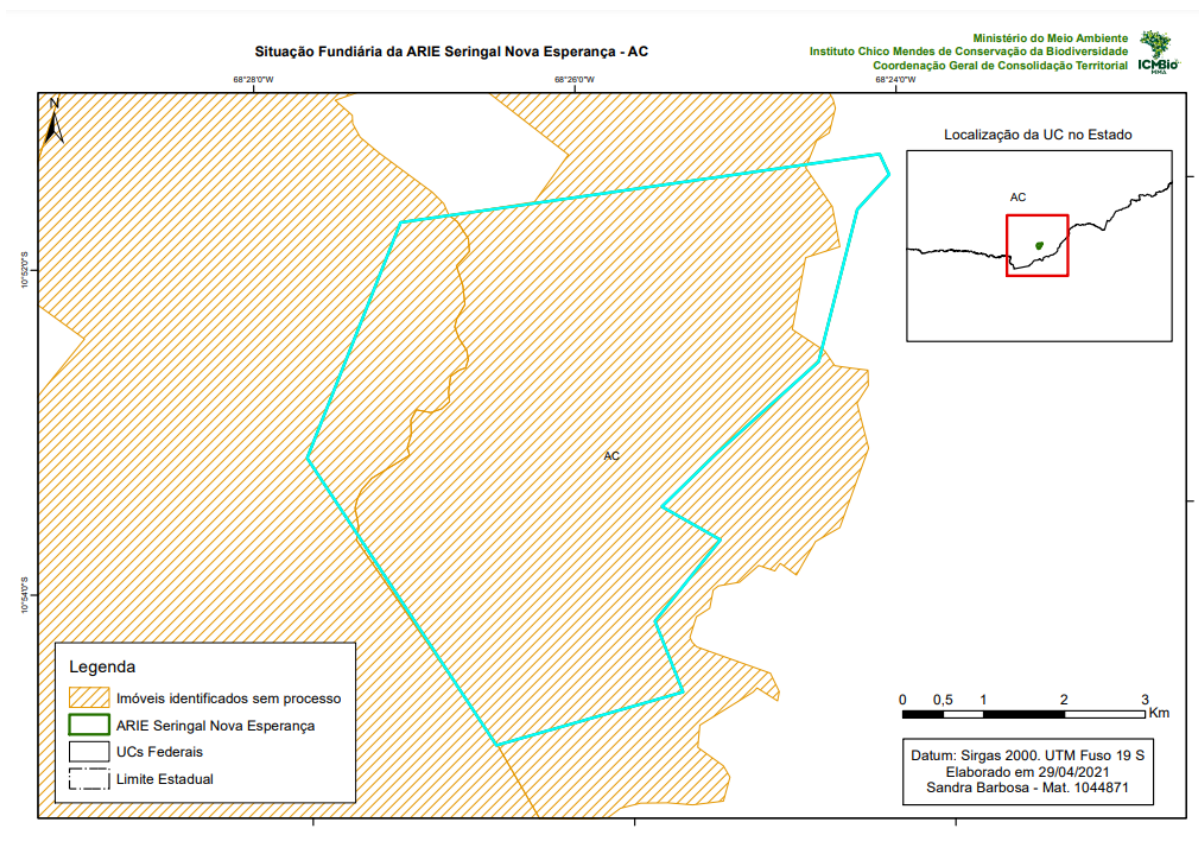 Situação Fundiária da ARIE Seringal Nova Esperança - AC
Ministério do Meio Ambiente
Instituto Chico Mendes de Conservação da Biodiversidade
Coordenação Geral de Consolidação Territorial
ICMBio
MMA
68°28'0"W
68°26'0"W
68°24'0"W
N
Localização da UC no Estado
AC
10°52'0"S
AC
10°54'0"S
Legenda
Imóveis identificados sem processo
ARIE Seringal Nova Esperança
UCs Federais
Limite Estadual
0 0,5 1 2 3
Km
Datum: Sirgas 2000. UTM Fuso 19 S
Elaborado em 29/04/2021
Sandra Barbosa - Mat. 1044871